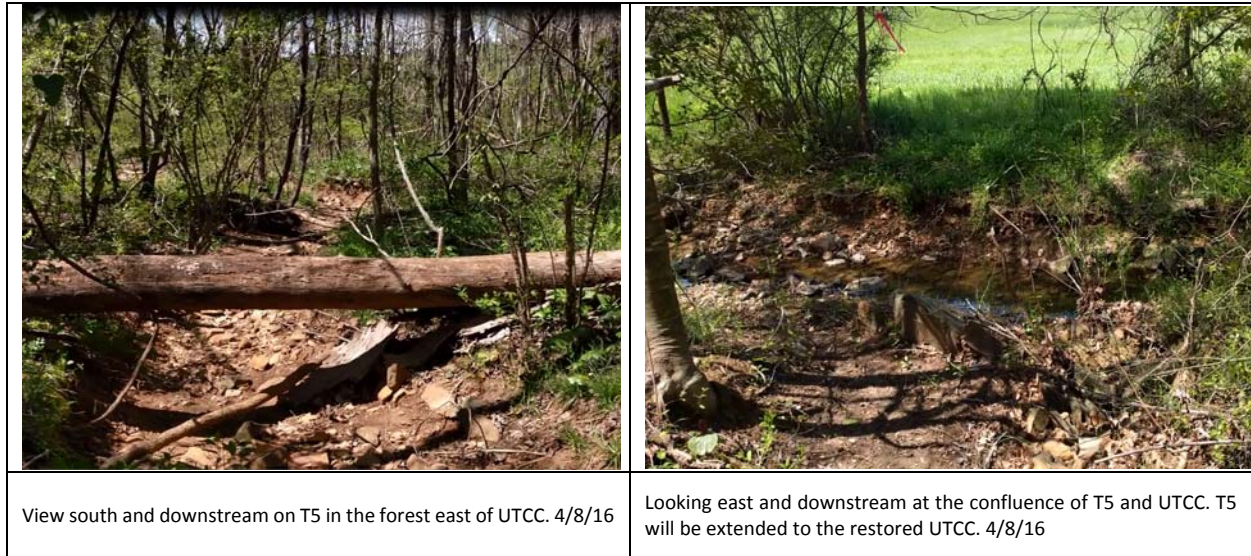 View south and downstream on T5 in the forest east of UTCC. 4/8/16
Looking east and downstream at the confluence of T5 and UTCC. T5
will be extended to the restored UTCC. 4/8/16